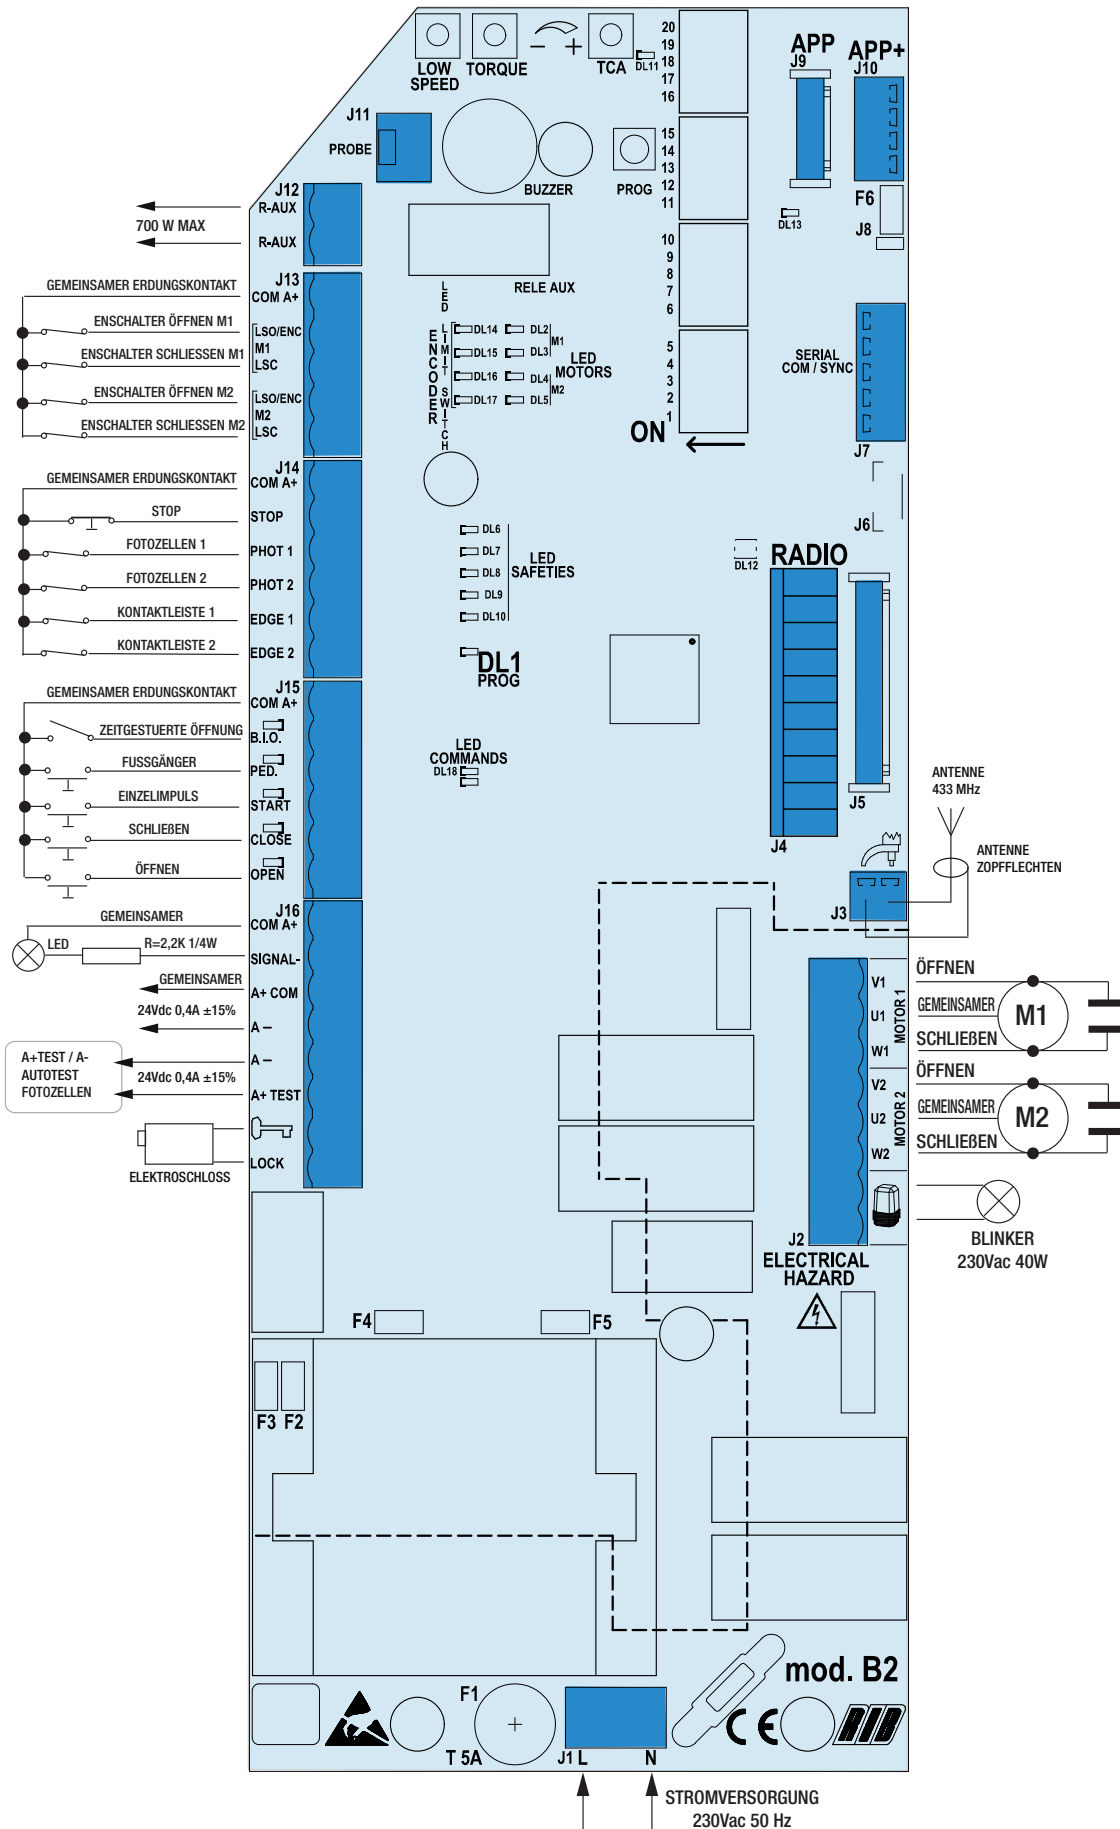 LOW
SPEED
TORQUE
− +
TCA
DL11
20
19
18
17
16
APP
J9
APP+
J10
J11
PROBE
BUZZER
PROG
15
14
13
12
11
F6
J8
DL13
J12
R-AUX
700 W MAX
R-AUX
RELE AUX
10
9
8
7
6
GEMEINSAMER ERDUNGSKONTAKT
J13
COM A+
ENSCHALTER ÖFFNEN M1
LSO/ENC
M1
ENSCHALTER SCHLIESSEN M1
LSC
ENSCHALTER ÖFFNEN M2
LSO/ENC
M2
ENSCHALTER SCHLIESSEN M2
LSC
LED
LIMIT SWITCH
ENCODER
DL14
DL15
DL16
DL17
DL2
DL3
DL4
DL5
M1
M2
LED
MOTORS
5
4
3
2
1
ON
SERIAL
COM / SYNC
J7
J6
GEMEINSAMER ERDUNGSKONTAKT
J14
COM A+
STOP
STOP
FOTOZELLEN 1
PHOT 1
FOTOZELLEN 2
PHOT 2
KONTAKTLEISTE 1
EDGE 1
KONTAKTLEISTE 2
EDGE 2
DL6
DL7
DL8
DL9
DL10
LED
SAFETIES
DL12
RADIO
DL1
PROG
GEMEINSAMER ERDUNGSKONTAKT
J15
COM A+
ZEITGESTUERTE ÖFFNUNG
B.I.O.
FUSSGÄNGER
PED.
EINZELIMPULS
START
SCHLIEßEN
CLOSE
ÖFFNEN
OPEN
LED
COMMANDS
DL18
J5
J4
ANTENNE
433 MHz
ANTENNE
ZOPFFLECHTEN
J3
GEMEINSAMER
J16
COM A+
LED
R=2,2K 1/4W
SIGNAL-
GEMEINSAMER
A+ COM
24Vdc 0,4A ±15%
A –
A –
A+TEST / A-
AUTOTEST
FOTOZELLEN
24Vdc 0,4A ±15%
A+ TEST
ELEKTROSCHLOSS
LOCK
V1
U1
W1
MOTOR 1
ÖFFNEN
GEMEINSAMER
SCHLIEßEN
M1
V2
U2
W2
MOTOR 2
ÖFFNEN
GEMEINSAMER
SCHLIEßEN
M2
BLINKER
230Vac 40W
J2
ELECTRICAL
HAZARD
F4
F5
F3 F2
mod. B2
F1
T 5A
J1 L
N
CE
RIB
STROMVERSORGUNG
230Vac 50 Hz